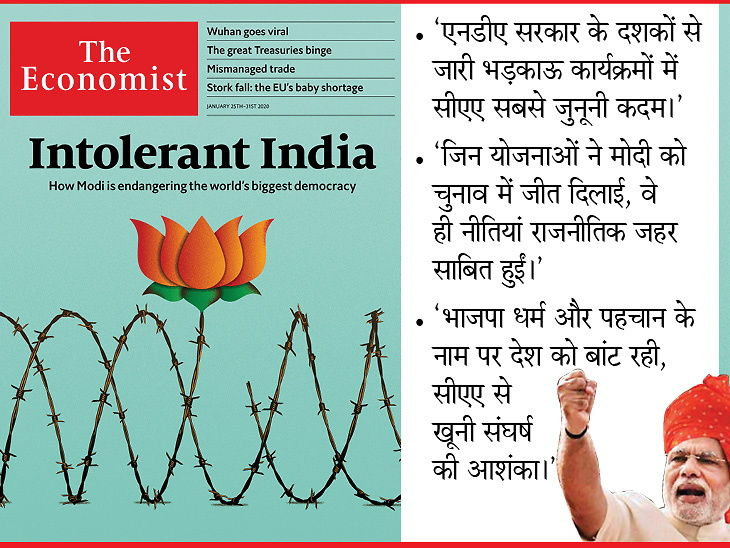 The
Economist
Wuhan goes viral
The great Treasuries binge
Mismanaged trade
Stork fall: the EU's baby shortage
JANUARY 25TH–31ST 2020
Intolerant India
How Modi is endangering the world's biggest democracy
• ‘एनडीए सरकार के दशकों से
जारी भड़काऊ कार्यक्रमों में
सीएए सबसे जुनूनी कदम।’
• ‘जिन योजनाओं ने मोदी को
चुनाव में जीत दिलाई, वे
ही नीतियां राजनीतिक जहर
साबित हुईं।’
• ‘भाजपा धर्म और पहचान के
नाम पर देश को बांट रही,
सीएए से
खूनी संघर्ष
की आशंका।’